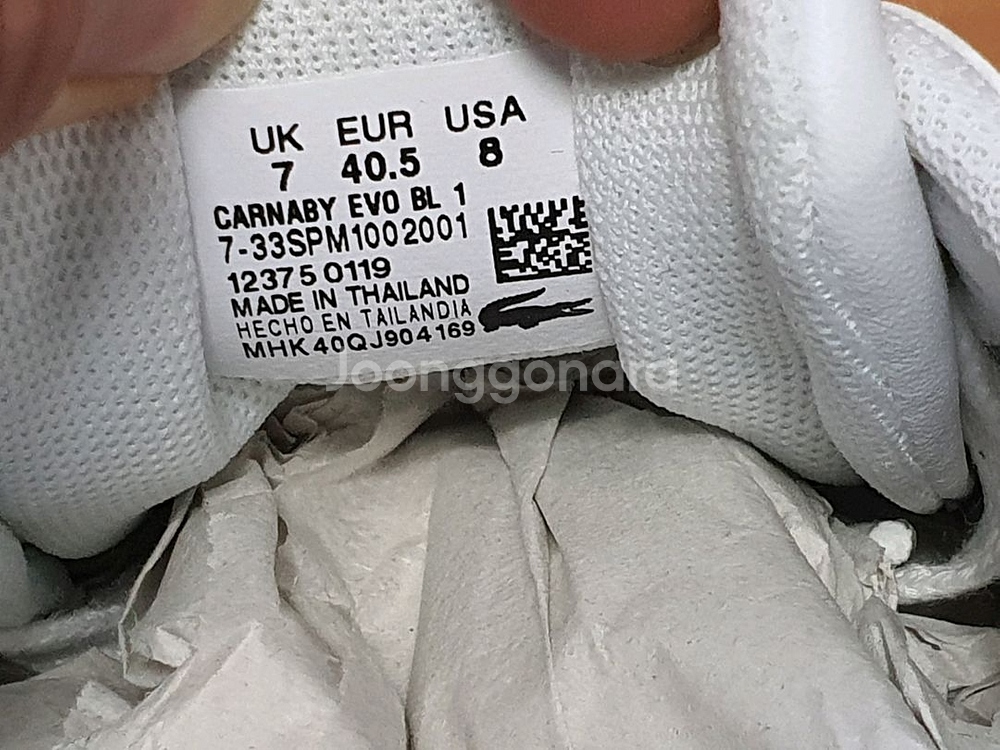 UK EUR USA
7 40.5 8
CARNABY EVO BL 1
7-33SPM1002001
12375 0119
MADE IN THAILAND
HECHO EN TAILANDIA
MHK40QJ904169
Joonggonara